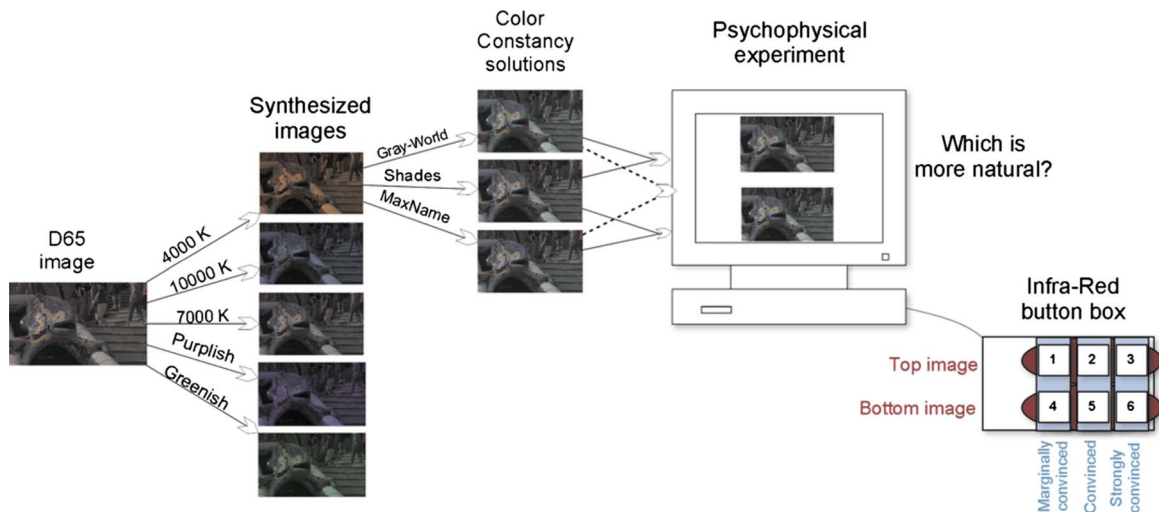 D65
image
4000 K
10000 K
7000 K
Purplish
Greenish
Synthesized
images
Gray-World
Shades
MaxName
Color
Constancy
solutions
Psychophysical
experiment
Which is
more natural?
Infra-Red
button box
Top image
1 2 3
Bottom image
4 5 6
Marginally
convinced
Convinced
Strongly
convinced